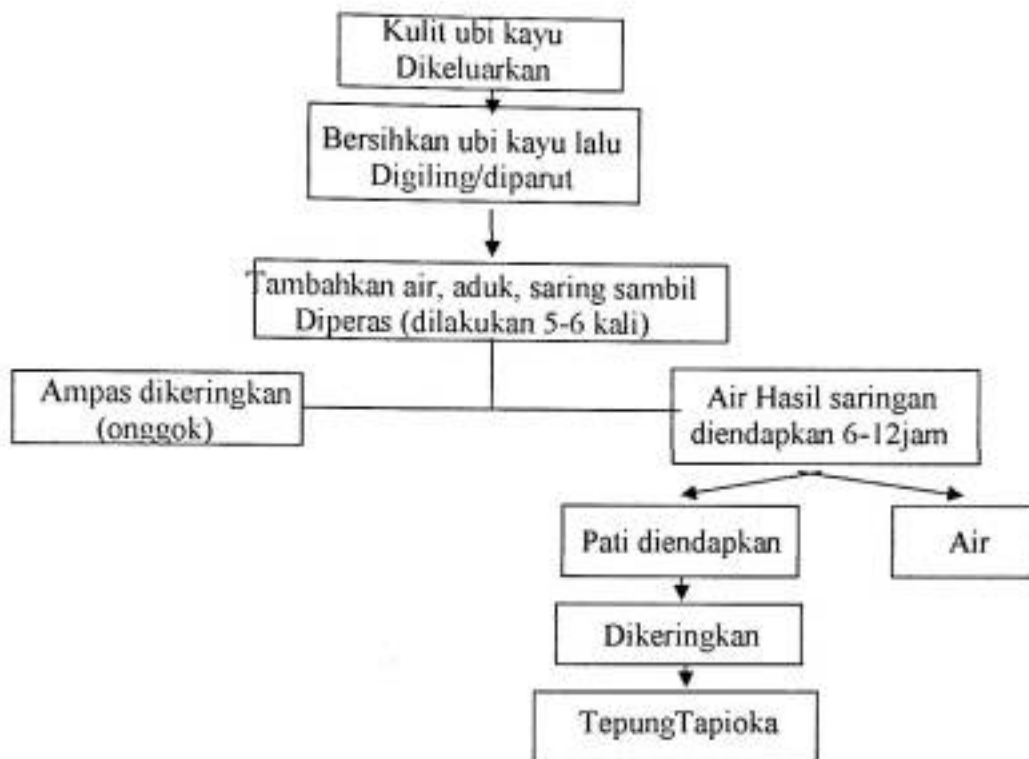 Kulit ubi kayu
Dikeluarkan
Bersihkan ubi kayu lalu
Digiling/diparut
Tambahkan air, aduk, saring sambil
Diperas (dilakukan 5-6 kali)
Ampas dikeringkan
(onggok)
Air Hasil saringan
diendapkan 6-12jam
Pati diendapkan
Air
Dikeringkan
TepungTapioka